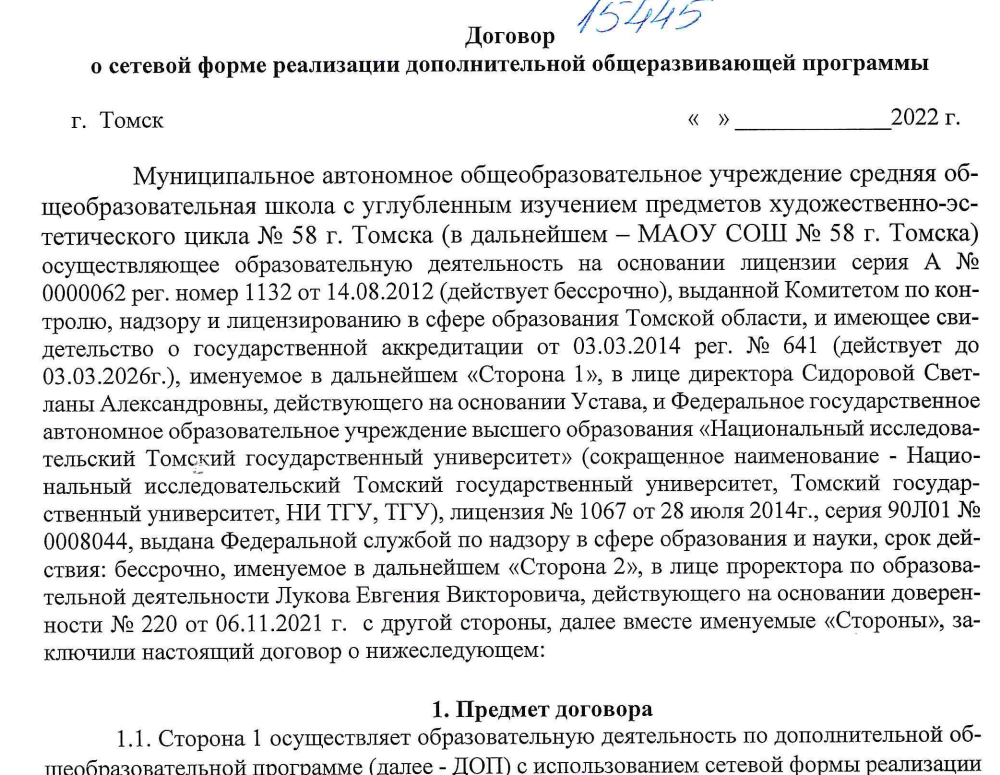 15445
Договор
о сетевой форме реализации дополнительной общеразвивающей программы
г. Томск « » _____________2022 г.
Муниципальное автономное общеобразовательное учреждение средняя об-
щеобразовательная школа с углубленным изучением предметов художественно-эс-
тетического цикла № 58 г. Томска (в дальнейшем – МАОУ СОШ № 58 г. Томска)
осуществляющее образовательную деятельность на основании лицензии серия А №
0000062 рег. номер 1132 от 14.08.2012 (действует бессрочно), выданной Комитетом по кон-
тролю, надзору и лицензированию в сфере образования Томской области, и имеющее сви-
детельство о государственной аккредитации от 03.03.2014 рег. № 641 (действует до
03.03.2026г.), именуемое в дальнейшем «Сторона 1», в лице директора Сидоровой Свет-
ланы Александровны, действующего на основании Устава, и Федеральное государственное
автономное образовательное учреждение высшего образования «Национальный исследова-
тельский Томский государственный университет» (сокращенное наименование - Нацио-
нальный исследовательский Томский государственный университет, Томский государ-
ственный университет, НИ ТГУ, ТГУ), лицензия № 1067 от 28 июля 2014г., серия 90Л01 №
0008044, выдана Федеральной службой по надзору в сфере образования и науки, срок дей-
ствия: бессрочно, именуемое в дальнейшем «Сторона 2», в лице проректора по образова-
тельной деятельности Лукова Евгения Викторовича, действующего на основании доверен-
ности № 220 от 06.11.2021 г. с другой стороны, далее вместе именуемые «Стороны», за-
ключили настоящий договор о нижеследующем:
1. Предмет договора
1.1. Сторона 1 осуществляет образовательную деятельность по дополнительной об-
щеобразовательной программе (далее - ДОП) с использованием сетевой формы реализации